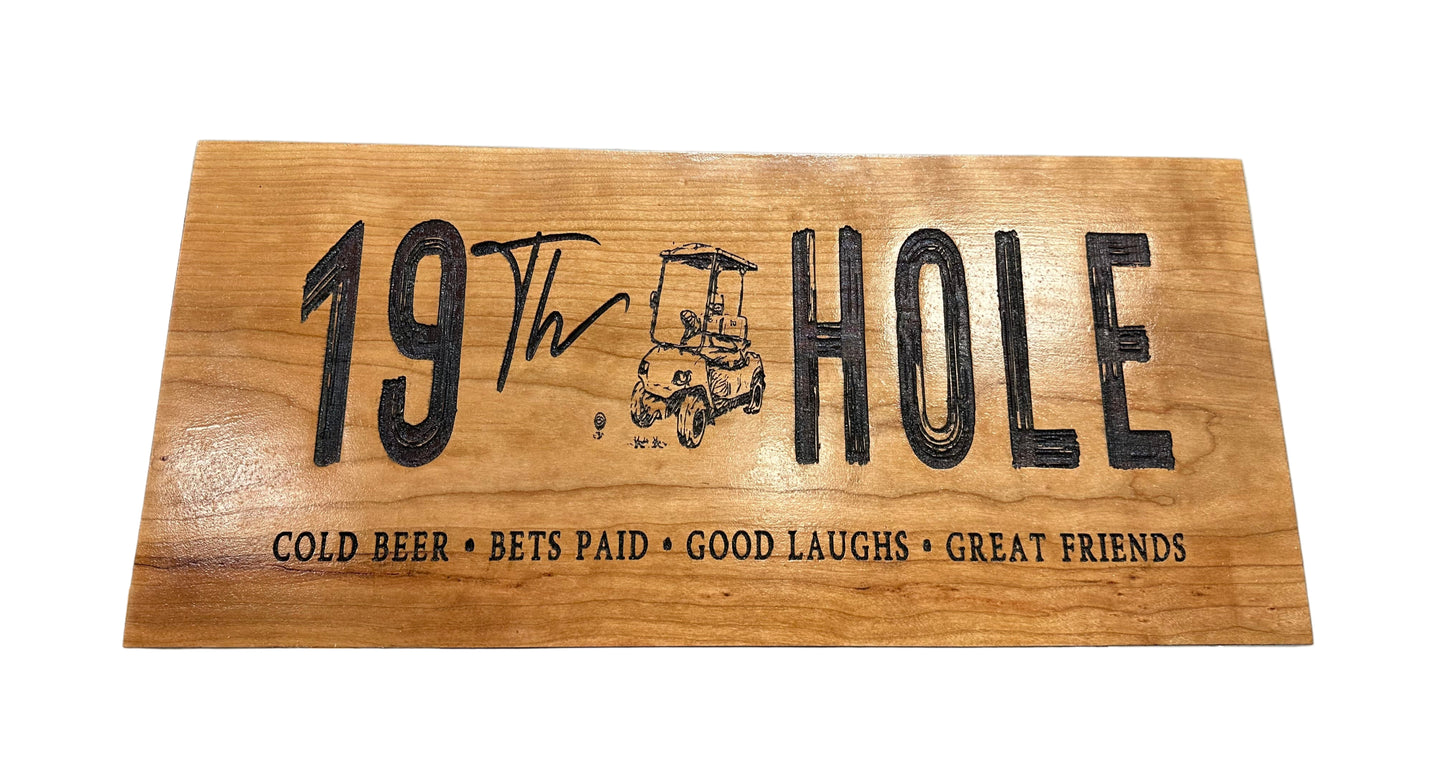 19Th HOLE
COLD BEER • BETS PAID • GOOD LAUGHS • GREAT FRIENDS